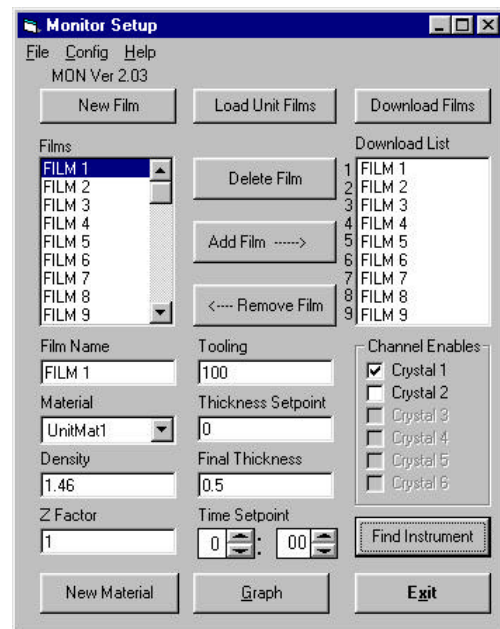 Monitor Setup
File Config Help
MON Ver 2.03
New Film Load Unit Films Download Films
Films
FILM 1
FILM 2
FILM 3
FILM 4
FILM 5
FILM 6
FILM 7
FILM 8
FILM 9
Delete Film
Add Film ------>
<---- Remove Film
Download List
1 FILM 1
2 FILM 2
3 FILM 3
4 FILM 4
5 FILM 5
6 FILM 6
7 FILM 7
8 FILM 8
9 FILM 9
Film Name
FILM 1
Material
UnitMat1
Density
1.46
Z Factor
1
Tooling
100
Thickness Setpoint
0
Final Thickness
0.5
Time Setpoint
0 : 00
Channel Enables
Crystal 1
Crystal 2
Crystal 3
Crystal 4
Crystal 5
Crystal 6
Find Instrument
New Material Graph Exit